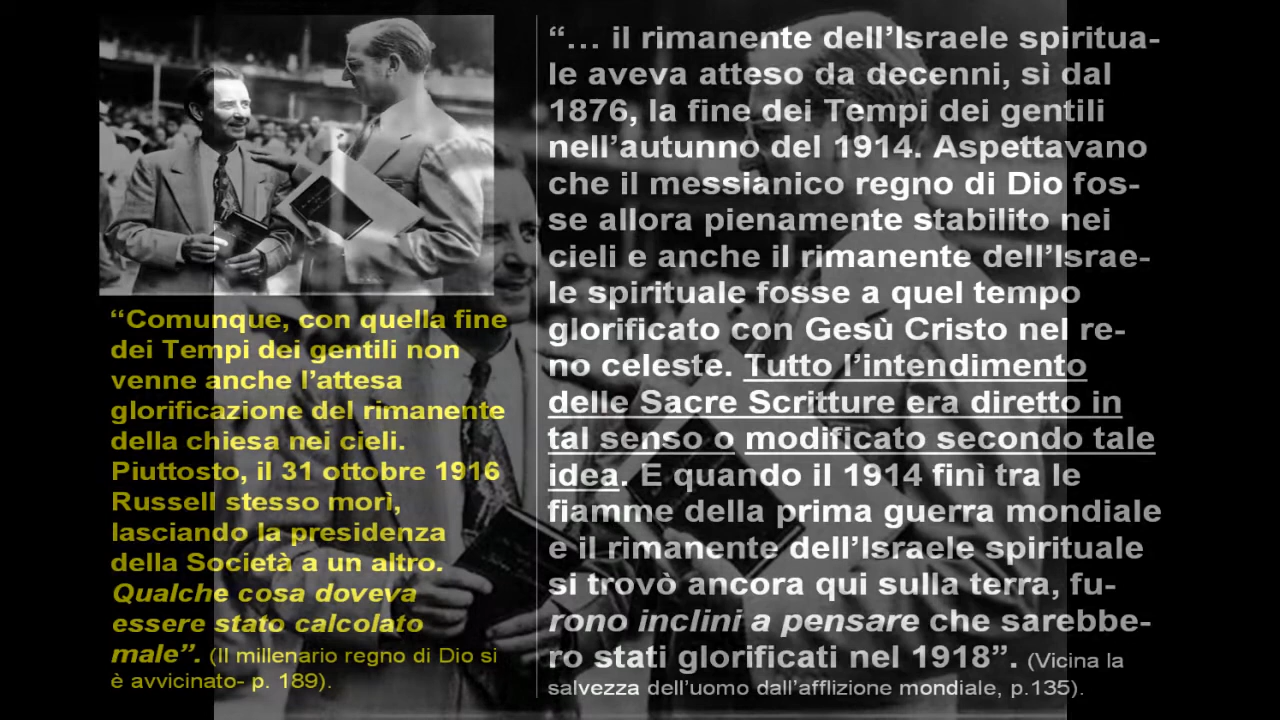 “Comunque, con quella fine
dei Tempi dei gentili non
venne anche l’attesa
glorificazione del rimanente
della chiesa nei cieli.
Piuttosto, il 31 ottobre 1916
Russell stesso morì,
lasciando la presidenza
della Società a un altro.
Qualche cosa doveva
essere stato calcolato
male”. (Il millenario regno di Dio si
è avvicinato- p. 189).
“… il rimanente dell’Israele spiritua-
le aveva atteso da decenni, sì dal
1876, la fine dei Tempi dei gentili
nell’autunno del 1914. Aspettavano
che il messianico regno di Dio fos-
se allora pienamente stabilito nei
cieli e anche il rimanente dell’Israe-
le spirituale fosse a quel tempo
glorificato con Gesù Cristo nel re-
no celeste. Tutto l’intendimento
delle Sacre Scritture era diretto in
tal senso o modificato secondo tale
idea. E quando il 1914 finì tra le
fiamme della prima guerra mondiale
e il rimanente dell’Israele spirituale
si trovò ancora qui sulla terra, fu-
rono inclini a pensare che sarebbe-
ro stati glorificati nel 1918”. (Vicina la
salvezza dell’uomo dall’afflizione mondiale, p.135).